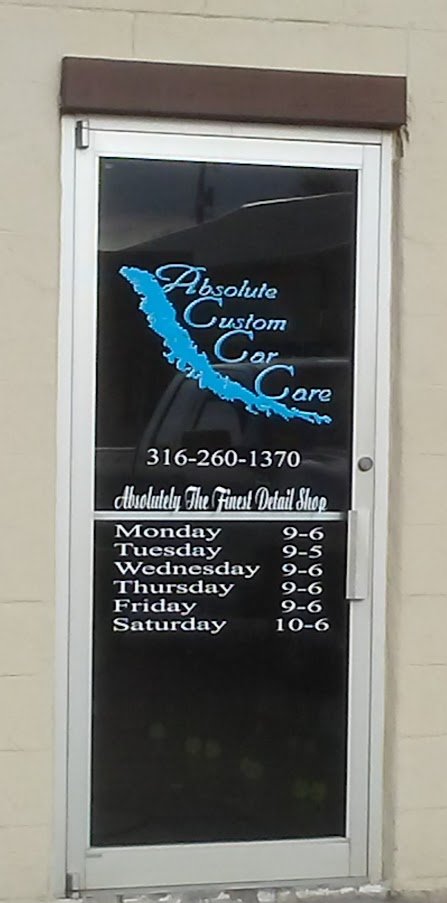 Absolute
Custom
Car
Care
316-260-1370
Absolutely The Finest Detail Shop
Monday 9-6
Tuesday 9-5
Wednesday 9-6
Thursday 9-6
Friday 9-6
Saturday 10-6